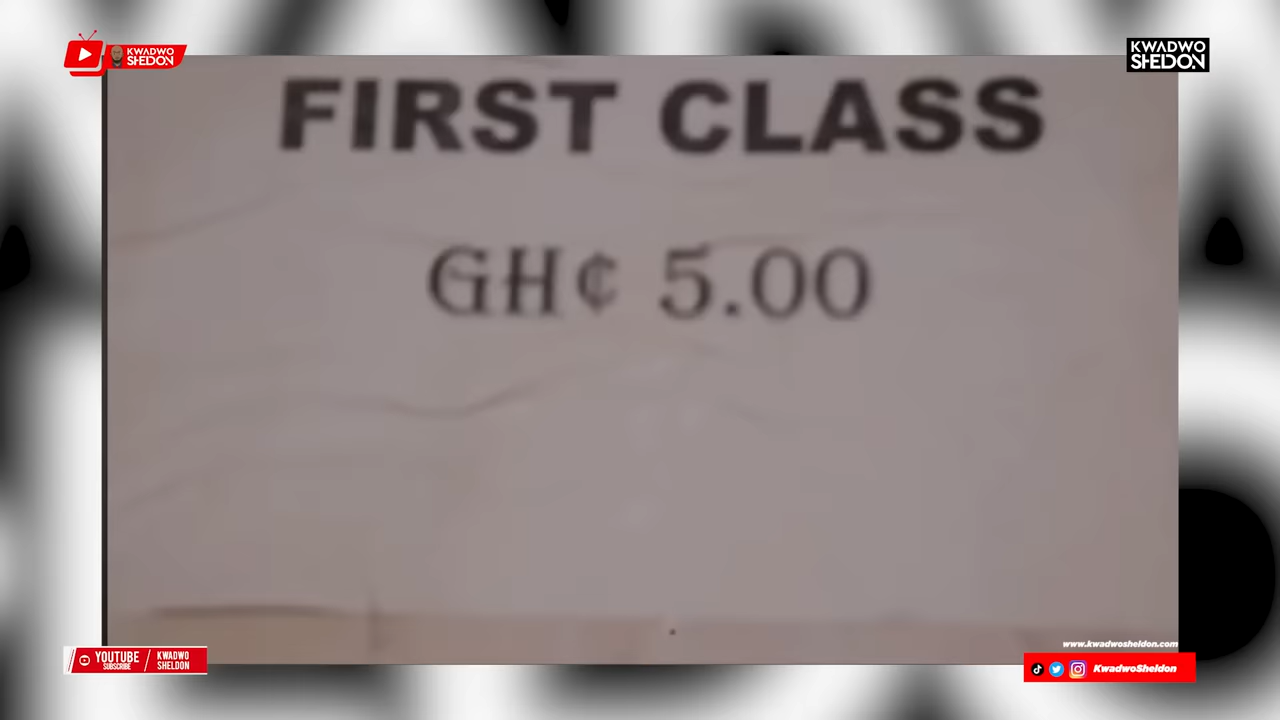 KWADWO
SHEDON
KWADWO
SHEDON
FIRST CLASS
GH¢ 5.00
www.kwadwosheldon.com
YOUTUBE
SUBSCRIBE
KWADWO
SHELDON
KwadwoSheldon